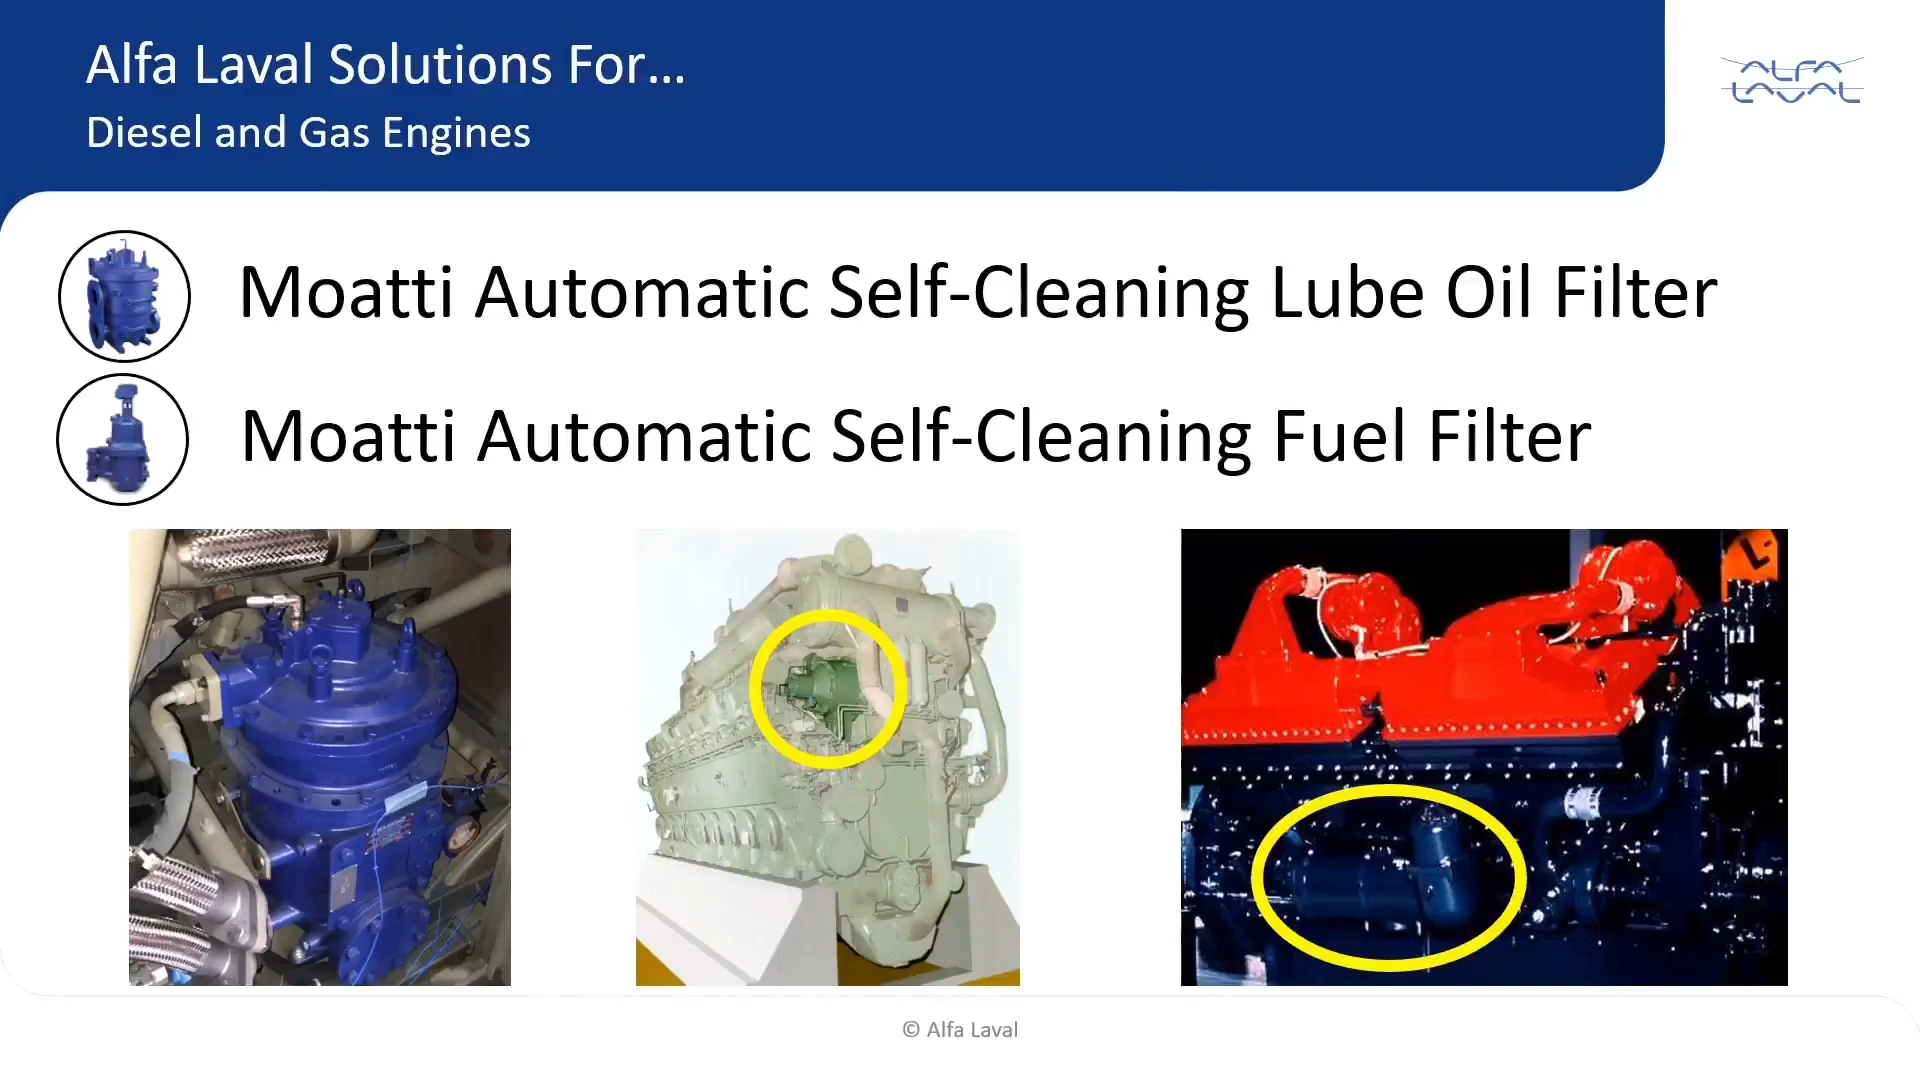 Alfa Laval Solutions For...
Diesel and Gas Engines
ALFA
LAVAL
Moatti Automatic Self-Cleaning Lube Oil Filter
Moatti Automatic Self-Cleaning Fuel Filter
L-
© Alfa Laval